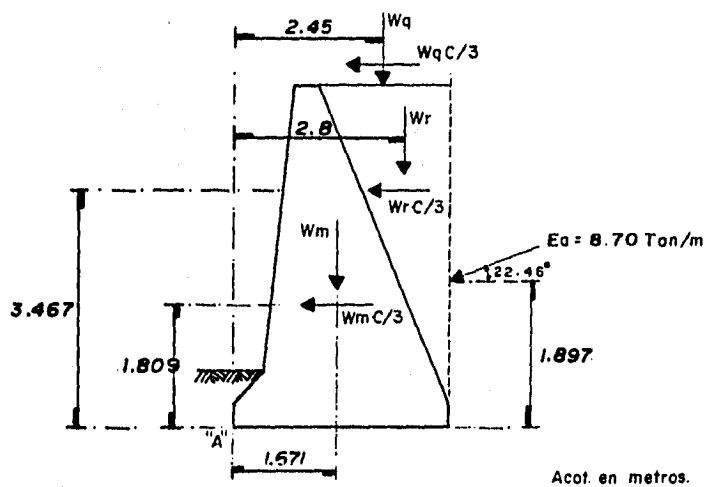 Wq
2.45
WqC/3
Wr
2.8
WrC/3
Ea = 8.70 Ton/m
22.46°
Wm
3.467
WmC/3
1.809
1.897
"A"
1.571
Acot. en metros.